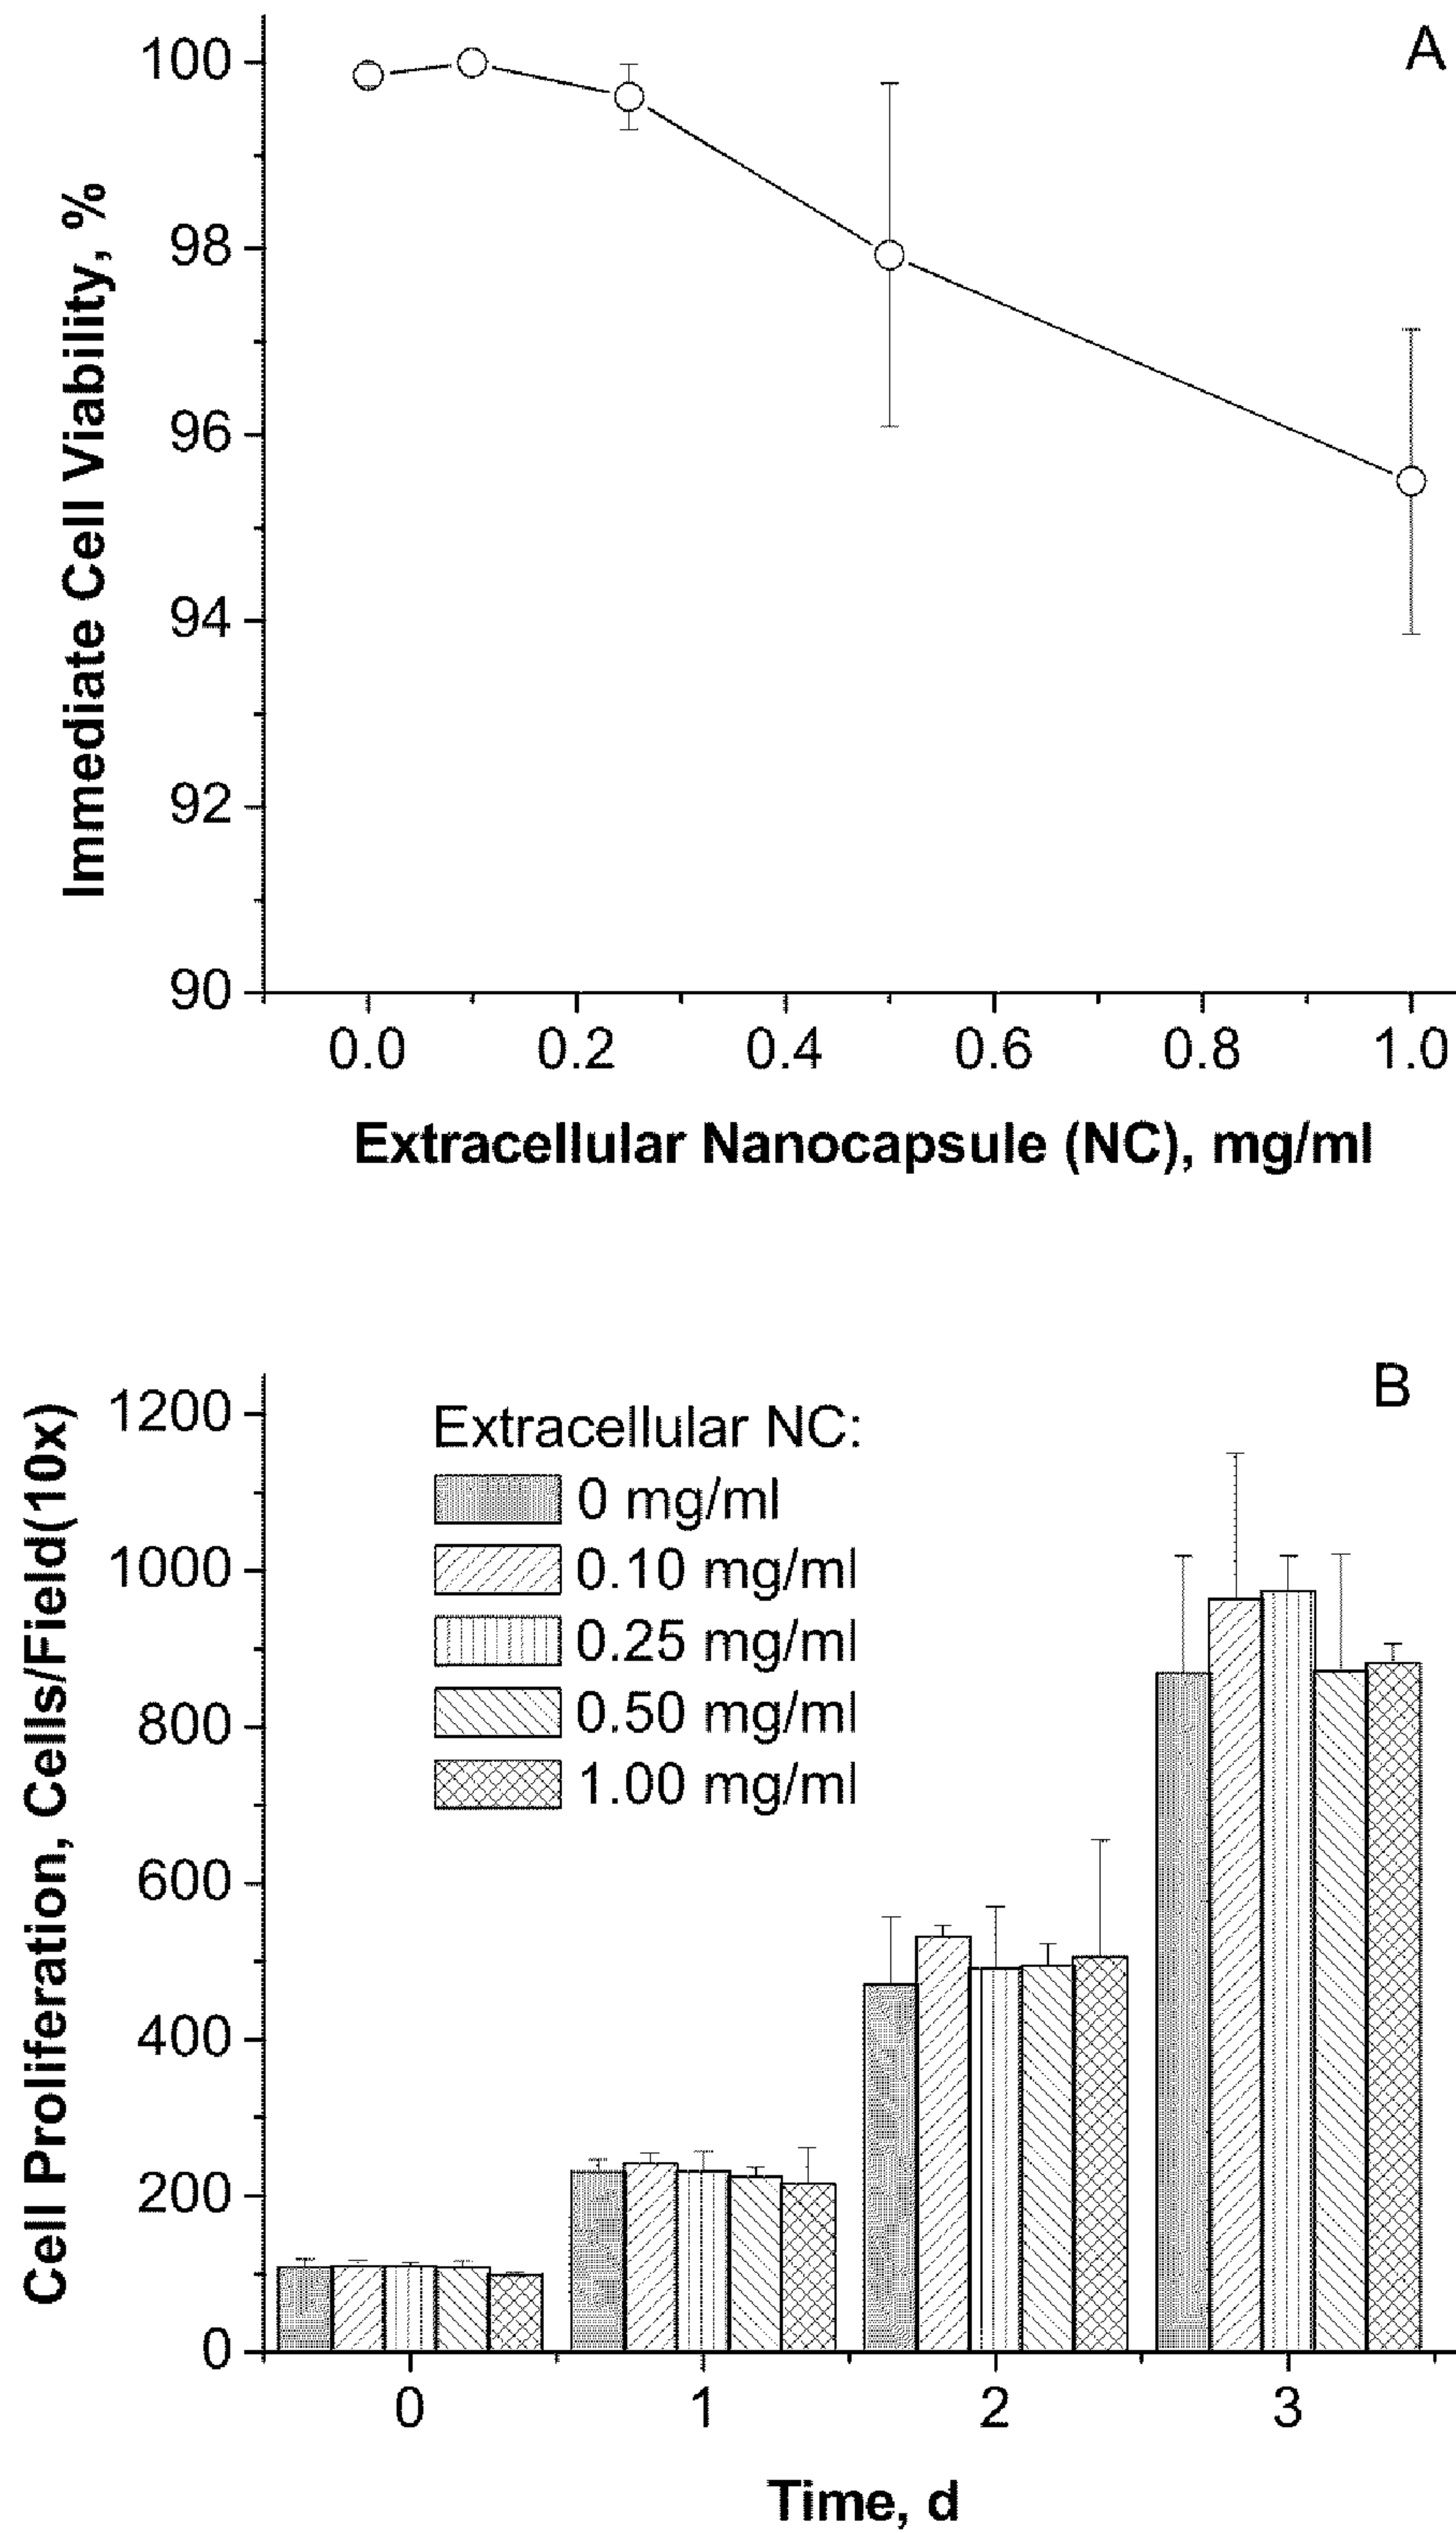 A
100
98
96
94
92
90
Immediate Cell Viability, %
0.0 0.2 0.4 0.6 0.8 1.0
Extracellular Nanocapsule (NC), mg/ml
B
1200
1000
800
600
400
200
0
Cell Proliferation, Cells/Field(10x)
Extracellular NC:
0 mg/ml
0.10 mg/ml
0.25 mg/ml
0.50 mg/ml
1.00 mg/ml
0 1 2 3
Time, d